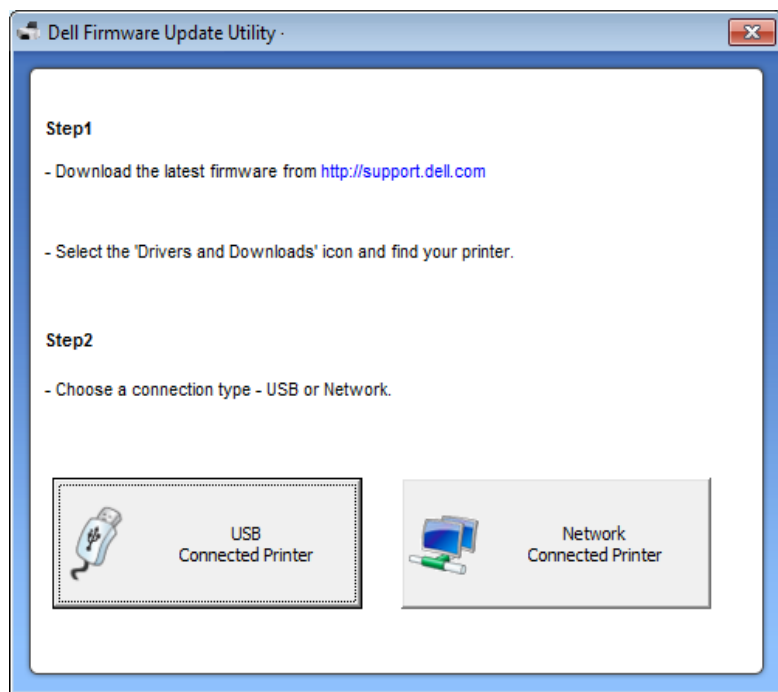 Dell Firmware Update Utility -
Step1
- Download the latest firmware from http://support.dell.com
- Select the 'Drivers and Downloads' icon and find your printer.
Step2
- Choose a connection type - USB or Network.
USB
Connected Printer
Network
Connected Printer